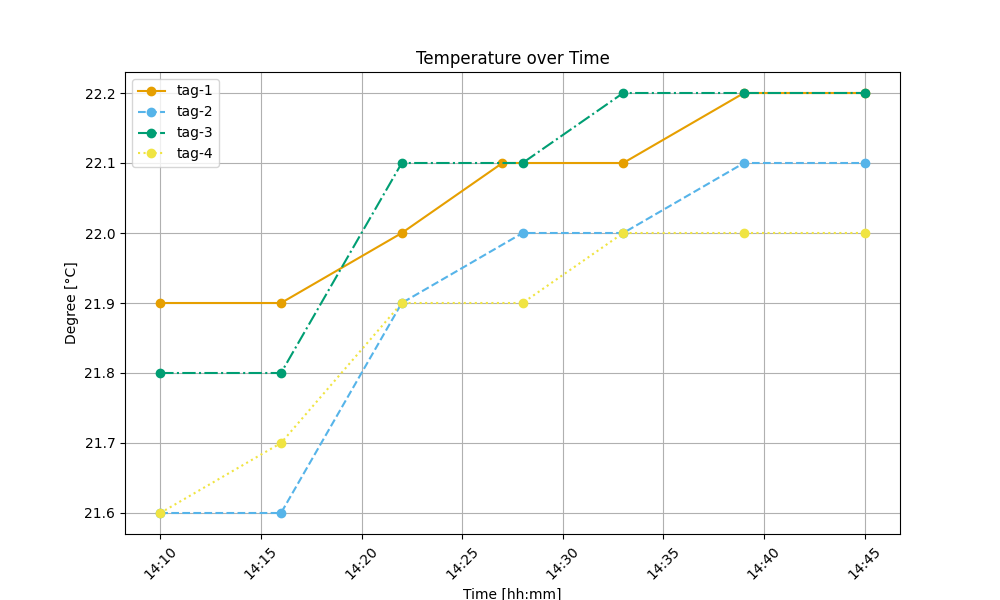 Temperature over Time
tag-1
tag-2
tag-3
tag-4
Degree [°C]
22.2
22.1
22.0
21.9
21.8
21.7
21.6
14:10
14:15
14:20
14:25
14:30
14:35
14:40
14:45
Time [hh:mm]